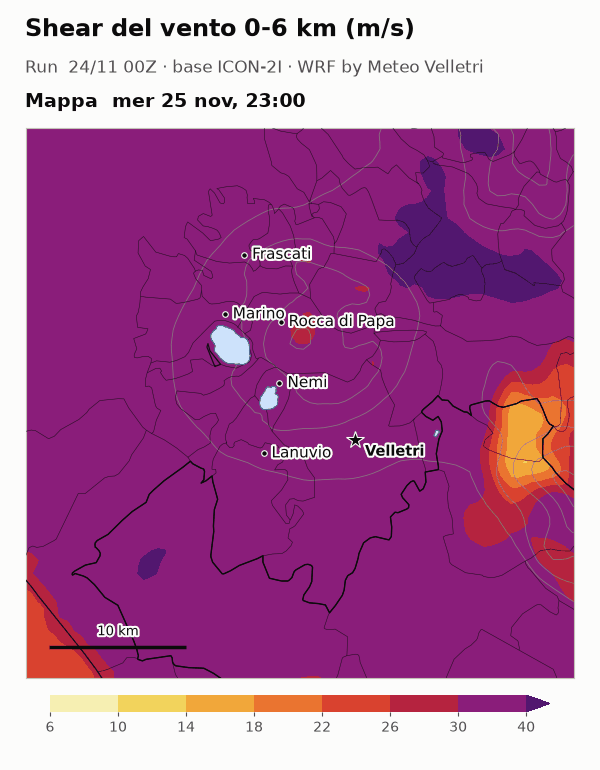 Shear del vento 0-6 km (m/s)
Run  24/11 00Z · base ICON-2I · WRF by Meteo Velletri
Mappa  mer 25 nov, 23:00
Frascati
Marino
Rocca di Papa
Nemi
Lanuvio
Velletri
10 km
6 10 14 18 22 26 30 40